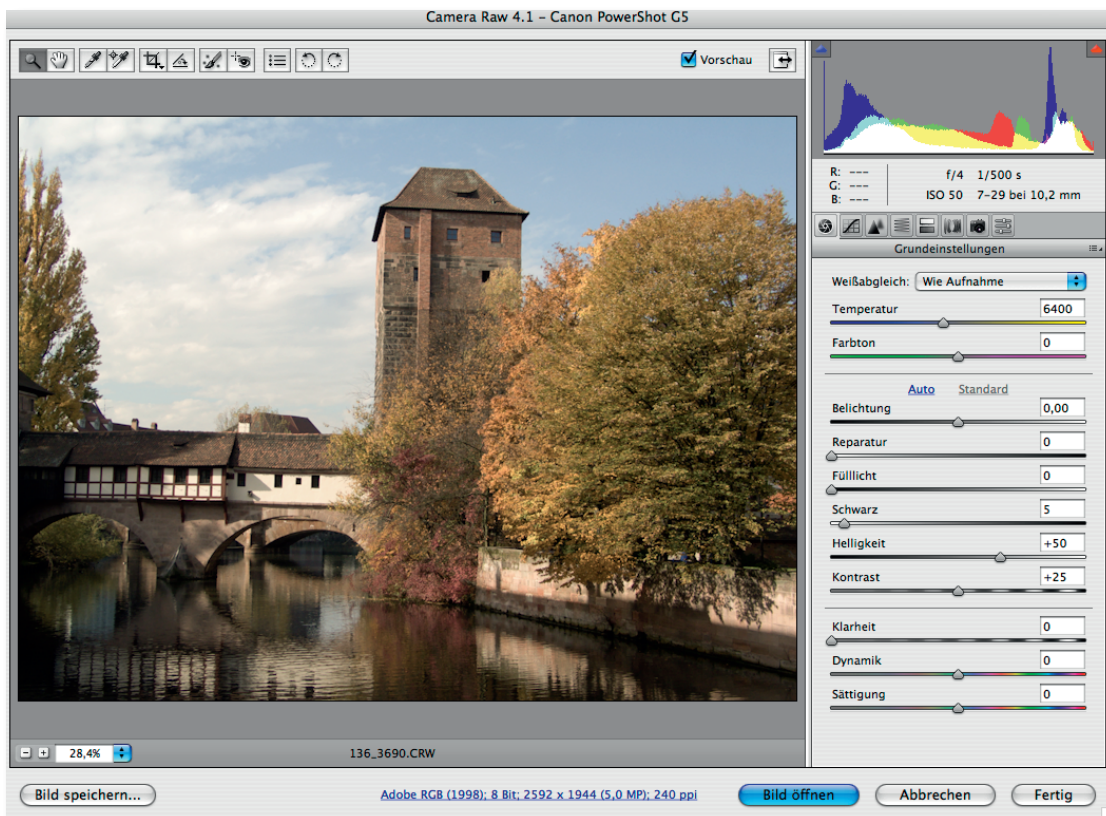 Camera Raw 4.1 – Canon PowerShot G5
Vorschau
R: ---
G: ---
B: ---
f/4 1/500 s
ISO 50 7–29 bei 10,2 mm
Grundeinstellungen
Weißabgleich: Wie Aufnahme
Temperatur 6400
Farbton 0
Auto Standard
Belichtung 0,00
Reparatur 0
Fülllicht 0
Schwarz 5
Helligkeit +50
Kontrast +25
Klarheit 0
Dynamik 0
Sättigung 0
28,4%
136_3690.CRW
Bild speichern...
Adobe RGB (1998); 8 Bit; 2592 x 1944 (5,0 MP); 240 ppi
Bild öffnen
Abbrechen
Fertig